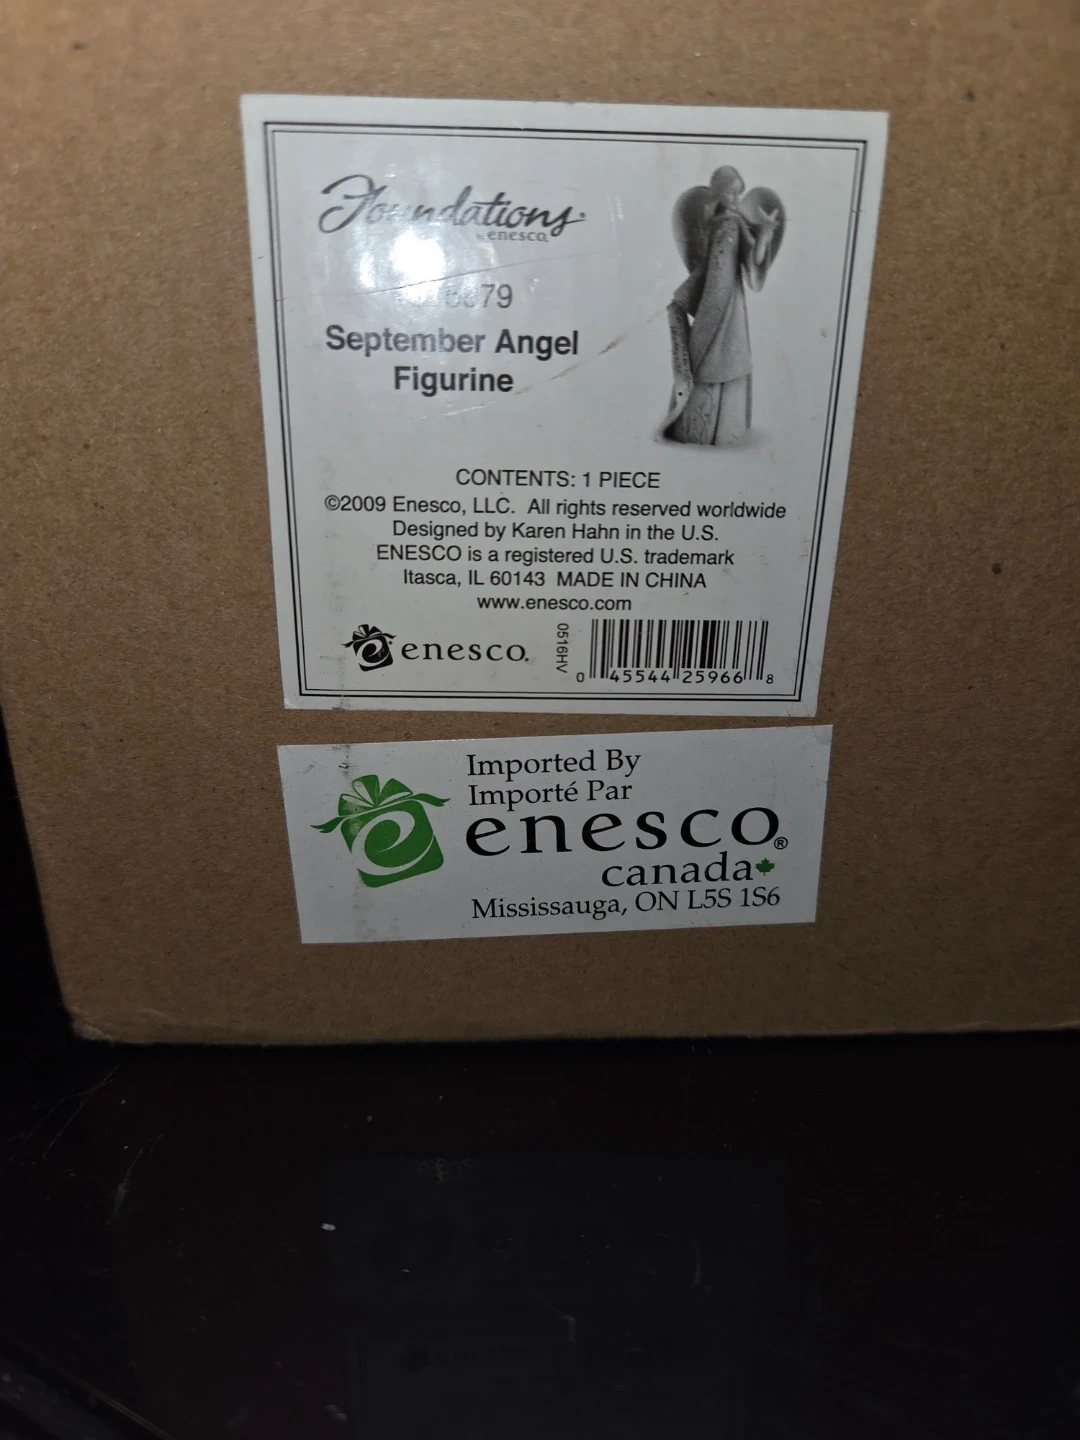 Foundations
by enesco
September Angel
Figurine
CONTENTS: 1 PIECE
©2009 Enesco, LLC. All rights reserved worldwide
Designed by Karen Hahn in the U.S.
ENESCO is a registered U.S. trademark
Itasca, IL 60143 MADE IN CHINA
www.enesco.com
enesco.
0516HV
0 45544 25966 8
Imported By
Importé Par
enesco®
canada
Mississauga, ON L5S 1S6